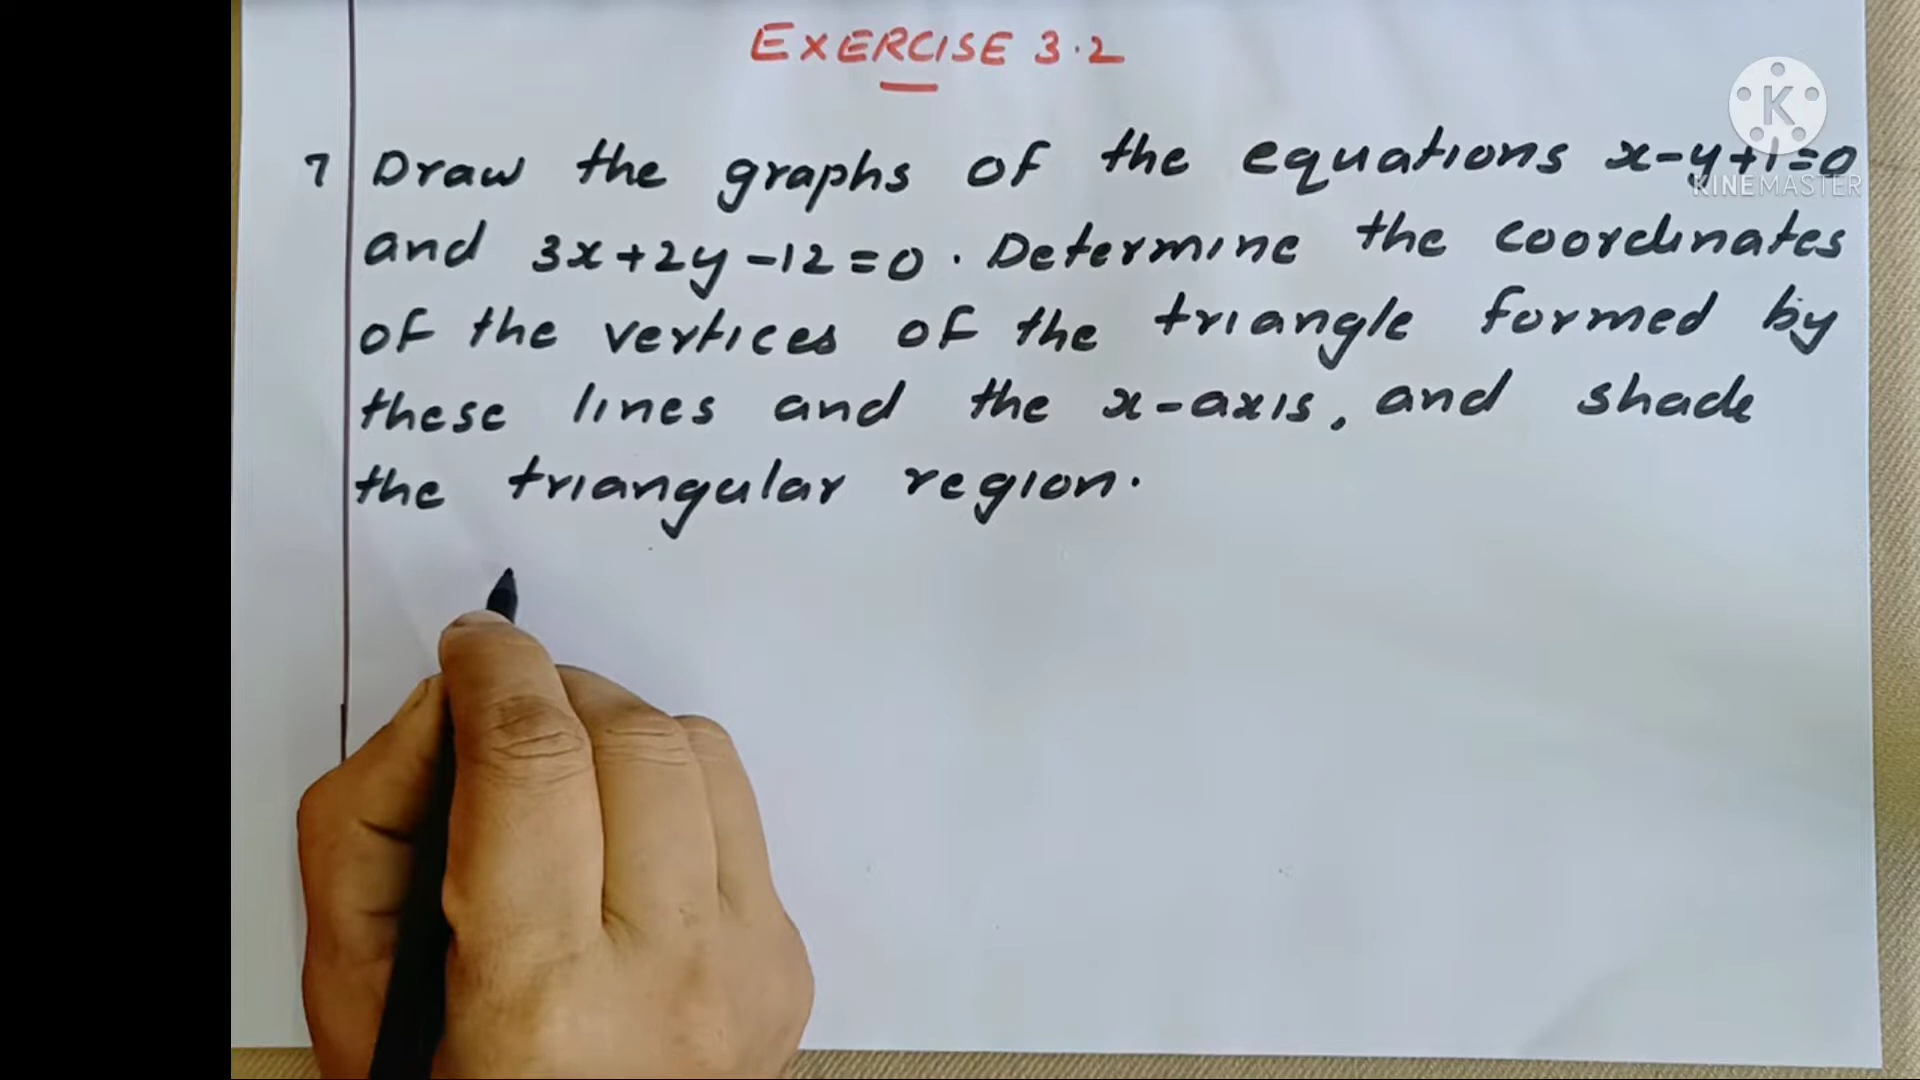 EXERCISE 3.2
7 Draw the graphs of the equations x-y+1=0
KINEMASTER
and 3x+2y-12=0. Determine the coordinates
of the vertices of the triangle formed by
these lines and the x-axis, and shade
the triangular region.